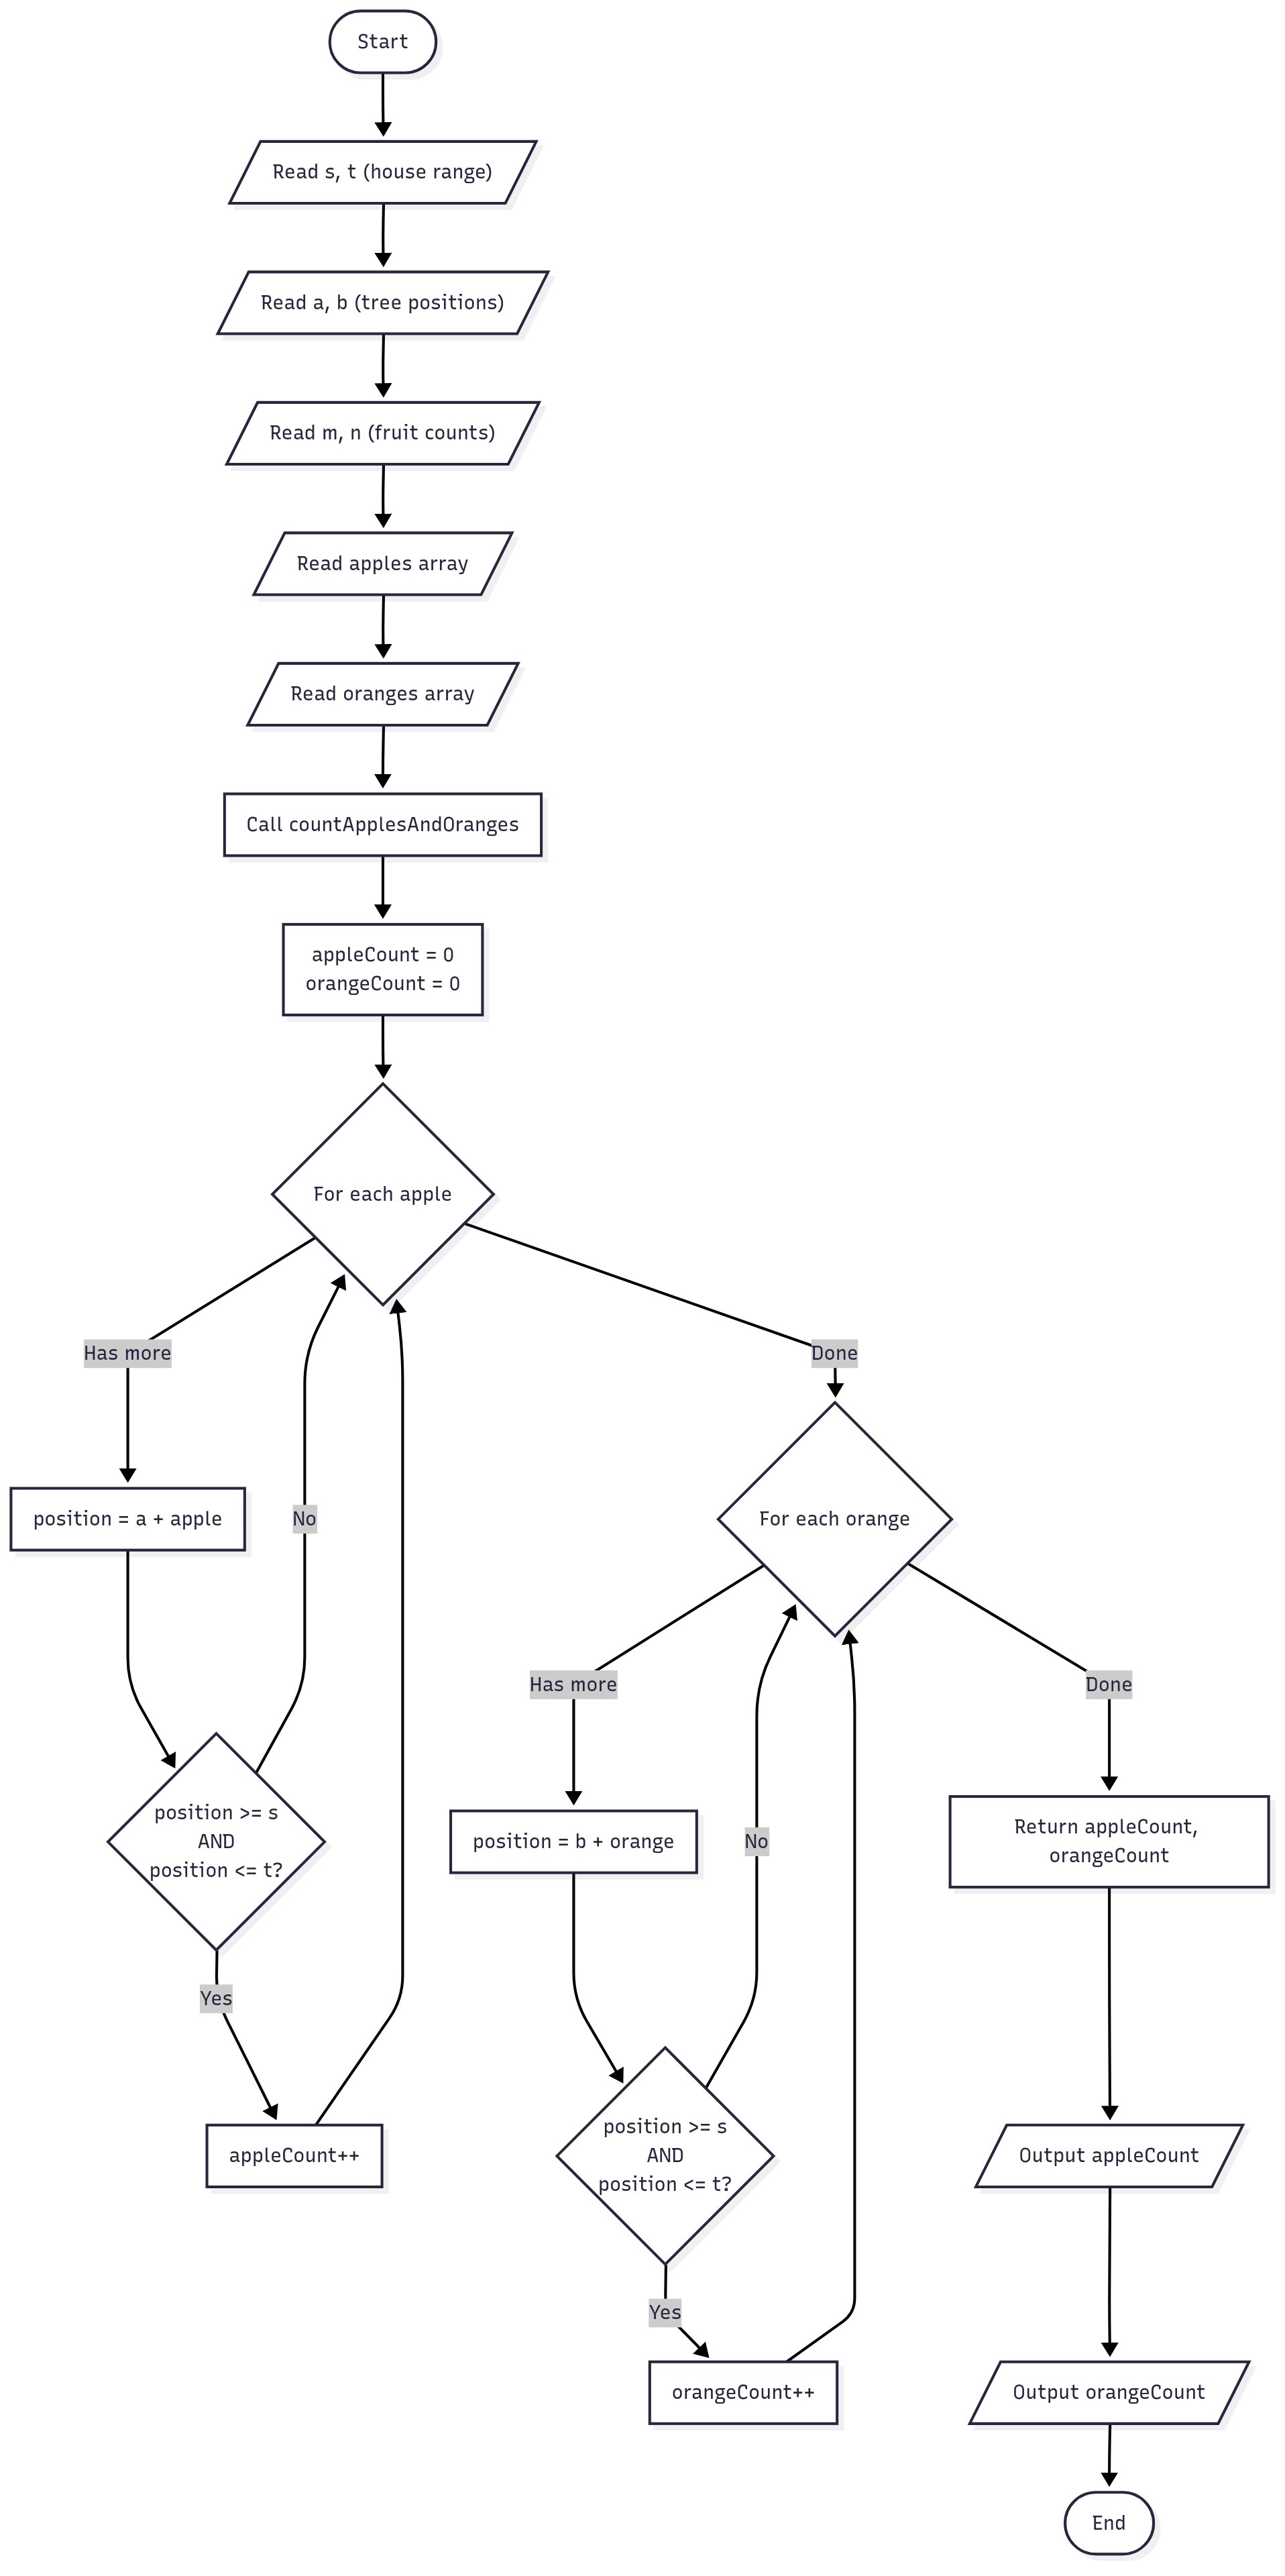 Start
Read s, t (house range)
Read a, b (tree positions)
Read m, n (fruit counts)
Read apples array
Read oranges array
Call countApplesAndOranges
appleCount = 0
orangeCount = 0
For each apple
Has more
Done
position = a + apple
No
For each orange
Has more
Done
position >= s
AND
position <= t?
position = b + orange
No
Return appleCount,
orangeCount
Yes
appleCount++
position >= s
AND
position <= t?
Output appleCount
Yes
orangeCount++
Output orangeCount
End